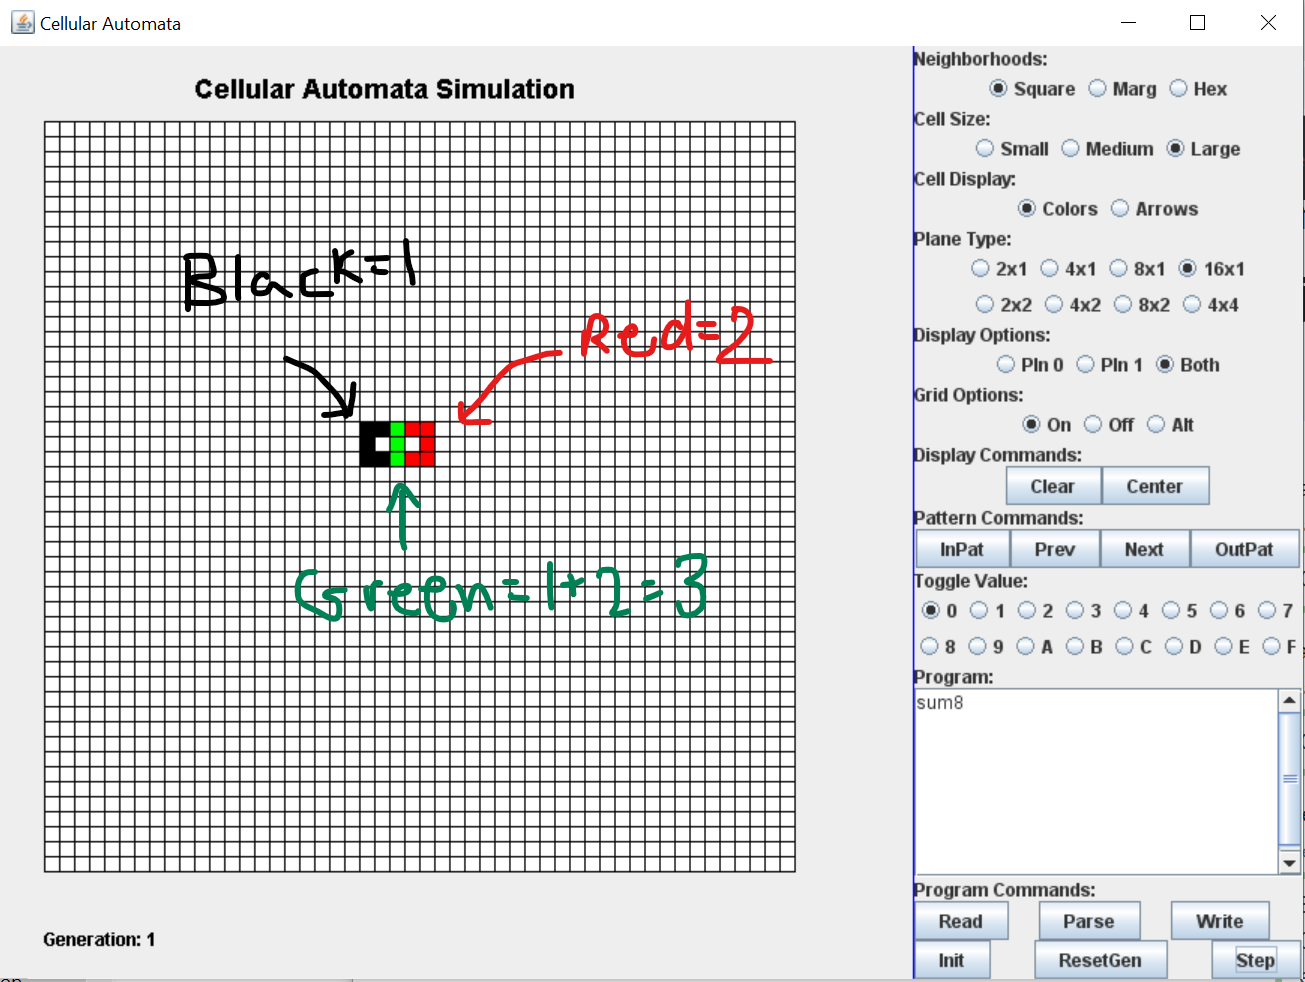 Cellular Automata
Cellular Automata Simulation
Black=1
Red=2
Green=1+2=3
Generation: 1
Neighborhoods:
Square Marg Hex
Cell Size:
Small Medium Large
Cell Display:
Colors Arrows
Plane Type:
2x1 4x1 8x1 16x1
2x2 4x2 8x2 4x4
Display Options:
Pln 0 Pln 1 Both
Grid Options:
On Off Alt
Display Commands:
Clear Center
Pattern Commands:
InPat Prev Next OutPat
Toggle Value:
0 1 2 3 4 5 6 7
8 9 A B C D E F
Program:
sum8
Program Commands:
Read Parse Write
Init ResetGen Step